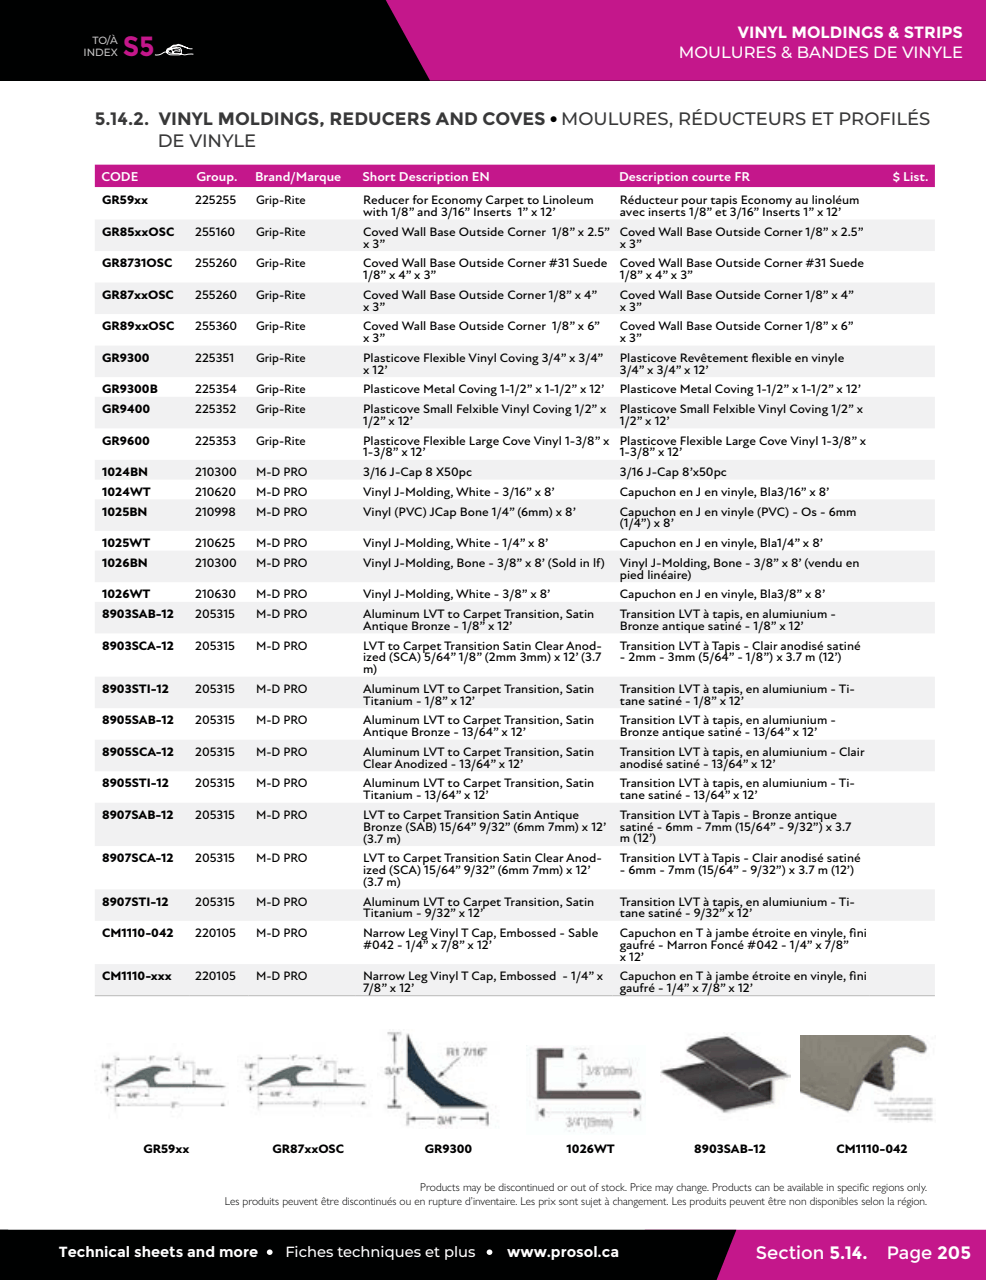 TO/À
INDEX S5
VINYL MOLDINGS & STRIPS
MOULURES & BANDES DE VINYLE
5.14.2. VINYL MOLDINGS, REDUCERS AND COVES • MOULURES, RÉDUCTEURS ET PROFILÉS
DE VINYLE
CODE Group. Brand/Marque Short Description EN Description courte FR $ List.
GR59xx 225255 Grip-Rite Reducer for Economy Carpet to Linoleum Réducteur pour tapis Economy au linoléum
with 1/8” and 3/16” Inserts 1” x 12’ avec inserts 1/8” et 3/16” Inserts 1” x 12’
GR85xxOSC 255160 Grip-Rite Coved Wall Base Outside Corner 1/8” x 2.5” Coved Wall Base Outside Corner 1/8” x 2.5”
x 3” x 3”
GR8731OSC 255260 Grip-Rite Coved Wall Base Outside Corner #31 Suede Coved Wall Base Outside Corner #31 Suede
1/8” x 4” x 3” 1/8” x 4” x 3”
GR87xxOSC 255260 Grip-Rite Coved Wall Base Outside Corner 1/8” x 4” Coved Wall Base Outside Corner 1/8” x 4”
x 3” x 3”
GR89xxOSC 255360 Grip-Rite Coved Wall Base Outside Corner 1/8” x 6” Coved Wall Base Outside Corner 1/8” x 6”
x 3” x 3”
GR9300 225351 Grip-Rite Plasticove Flexible Vinyl Coving 3/4” x 3/4” Plasticove Revêtement flexible en vinyle
x 12’ 3/4” x 3/4” x 12’
GR9300B 225354 Grip-Rite Plasticove Metal Coving 1-1/2” x 1-1/2” x 12’ Plasticove Metal Coving 1-1/2” x 1-1/2” x 12’
GR9400 225352 Grip-Rite Plasticove Small Felxible Vinyl Coving 1/2” x Plasticove Small Felxible Vinyl Coving 1/2” x
1/2” x 12’ 1/2” x 12’
GR9600 225353 Grip-Rite Plasticove Flexible Large Cove Vinyl 1-3/8” x Plasticove Flexible Large Cove Vinyl 1-3/8” x
1-3/8” x 12’ 1-3/8” x 12’
1024BN 210300 M-D PRO 3/16 J-Cap 8 X50pc 3/16 J-Cap 8’x50pc
1024WT 210620 M-D PRO Vinyl J-Molding, White - 3/16” x 8’ Capuchon en J en vinyle, Bla3/16” x 8’
1025BN 210998 M-D PRO Vinyl (PVC) JCap Bone 1/4” (6mm) x 8’ Capuchon en J en vinyle (PVC) - Os - 6mm
(1/4”) x 8’
1025WT 210625 M-D PRO Vinyl J-Molding, White - 1/4” x 8’ Capuchon en J en vinyle, Bla1/4” x 8’
1026BN 210300 M-D PRO Vinyl J-Molding, Bone - 3/8” x 8’ (Sold in lf) Vinyl J-Molding, Bone - 3/8” x 8’ (vendu en
pied linéaire)
1026WT 210630 M-D PRO Vinyl J-Molding, White - 3/8” x 8’ Capuchon en J en vinyle, Bla3/8” x 8’
8903SAB-12 205315 M-D PRO Aluminum LVT to Carpet Transition, Satin Transition LVT à tapis, en alumiunium -
Antique Bronze - 1/8” x 12’ Bronze antique satiné - 1/8” x 12’
8903SCA-12 205315 M-D PRO LVT to Carpet Transition Satin Clear Anod- Transition LVT à Tapis - Clair anodisé satiné
ized (SCA) 5/64” 1/8” (2mm 3mm) x 12’ (3.7 - 2mm - 3mm (5/64” - 1/8”) x 3.7 m (12’)
m)
8903STI-12 205315 M-D PRO Aluminum LVT to Carpet Transition, Satin Transition LVT à tapis, en alumiunium - Ti-
Titanium - 1/8” x 12’ tane satiné - 1/8” x 12’
8905SAB-12 205315 M-D PRO Aluminum LVT to Carpet Transition, Satin Transition LVT à tapis, en alumiunium -
Antique Bronze - 13/64” x 12’ Bronze antique satiné - 13/64” x 12’
8905SCA-12 205315 M-D PRO Aluminum LVT to Carpet Transition, Satin Transition LVT à tapis, en alumiunium - Clair
Clear Anodized - 13/64” x 12’ anodisé satiné - 13/64” x 12’
8905STI-12 205315 M-D PRO Aluminum LVT to Carpet Transition, Satin Transition LVT à tapis, en alumiunium - Ti-
Titanium - 13/64” x 12’ tane satiné - 13/64” x 12’
8907SAB-12 205315 M-D PRO LVT to Carpet Transition Satin Antique Transition LVT à Tapis - Bronze antique
Bronze (SAB) 15/64” 9/32” (6mm 7mm) x 12’ satiné - 6mm - 7mm (15/64” - 9/32”) x 3.7
(3.7 m) m (12’)
8907SCA-12 205315 M-D PRO LVT to Carpet Transition Satin Clear Anod- Transition LVT à Tapis - Clair anodisé satiné
ized (SCA) 15/64” 9/32” (6mm 7mm) x 12’ - 6mm - 7mm (15/64” - 9/32”) x 3.7 m (12’)
(3.7 m)
8907STI-12 205315 M-D PRO Aluminum LVT to Carpet Transition, Satin Transition LVT à tapis, en alumiunium - Ti-
Titanium - 9/32” x 12’ tane satiné - 9/32” x 12’
CM1110-042 220105 M-D PRO Narrow Leg Vinyl T Cap, Embossed - Sable Capuchon en T à jambe étroite en vinyle, fini
#042 - 1/4” x 7/8” x 12’ gaufré - Marron Foncé #042 - 1/4” x 7/8”
x 12’
CM1110-xxx 220105 M-D PRO Narrow Leg Vinyl T Cap, Embossed - 1/4” x Capuchon en T à jambe étroite en vinyle, fini
7/8” x 12’ gaufré - 1/4” x 7/8” x 12’
R1 7/16"
3/4"
3/4"
3/8"(10mm)
3/4"(19mm)
GR59xx GR87xxOSC GR9300 1026WT 8903SAB-12 CM1110-042
Products may be discontinued or out of stock. Price may change. Products can be available in specific regions only.
Les produits peuvent être discontinués ou en rupture d’inventaire. Les prix sont sujet à changement. Les produits peuvent être non disponibles selon la région.
Technical sheets and more • Fiches techniques et plus • www.prosol.ca
Section 5.14. Page 205